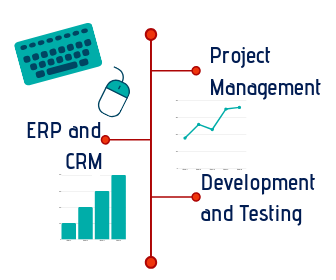 Project
Management
ERP and
CRM
Development
and Testing